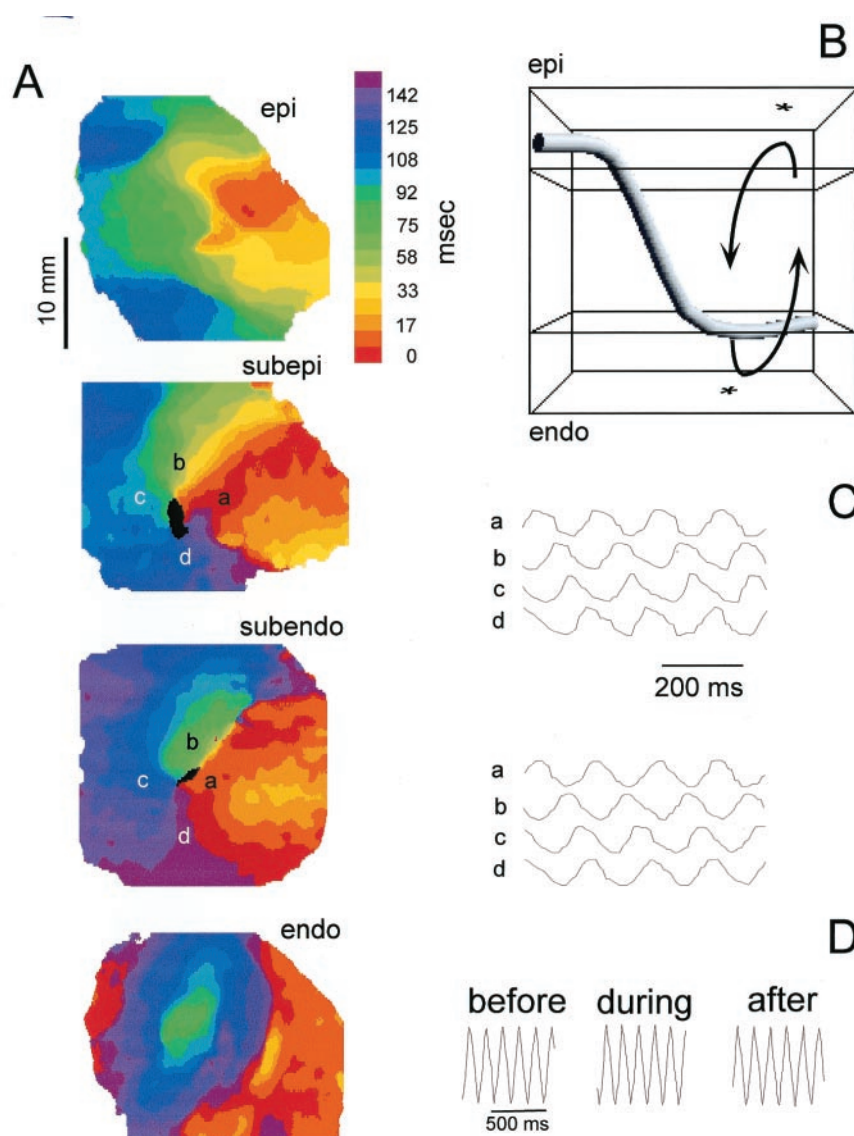 A
epi
142
125
108
92
75
58
33
17
0
msec
10 mm
subepi
b
c
a
d
subendo
b
c
a
d
endo
B
epi
*
*
endo
C
a
b
c
d
200 ms
a
b
c
d
D
before during after
500 ms